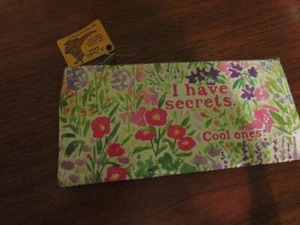 I have
secrets.
Cool ones.